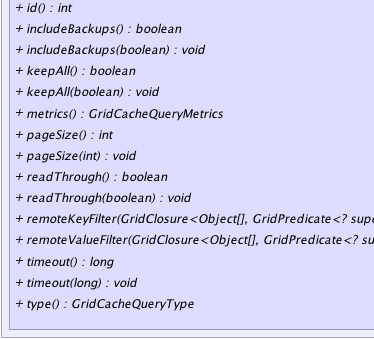 + id() : int
+ includeBackups() : boolean
+ includeBackups(boolean) : void
+ keepAll() : boolean
+ keepAll(boolean) : void
+ metrics() : GridCacheQueryMetrics
+ pageSize() : int
+ pageSize(int) : void
+ readThrough() : boolean
+ readThrough(boolean) : void
+ remoteKeyFilter(GridClosure<Object[], GridPredicate<? supe
+ remoteValueFilter(GridClosure<Object[], GridPredicate<? su
+ timeout() : long
+ timeout(long) : void
+ type() : GridCacheQueryType